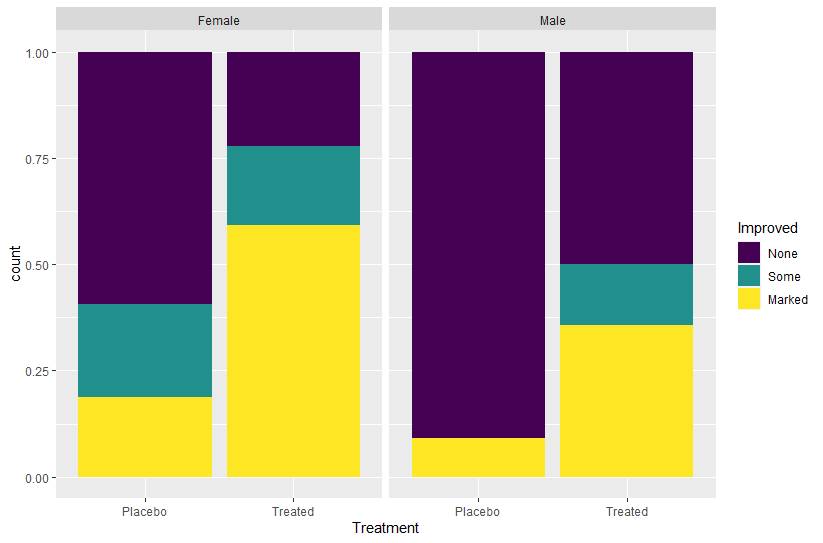 Female
Male
1.00
0.75
0.50
0.25
0.00
count
Placebo
Treated
Placebo
Treated
Treatment
Improved
None
Some
Marked